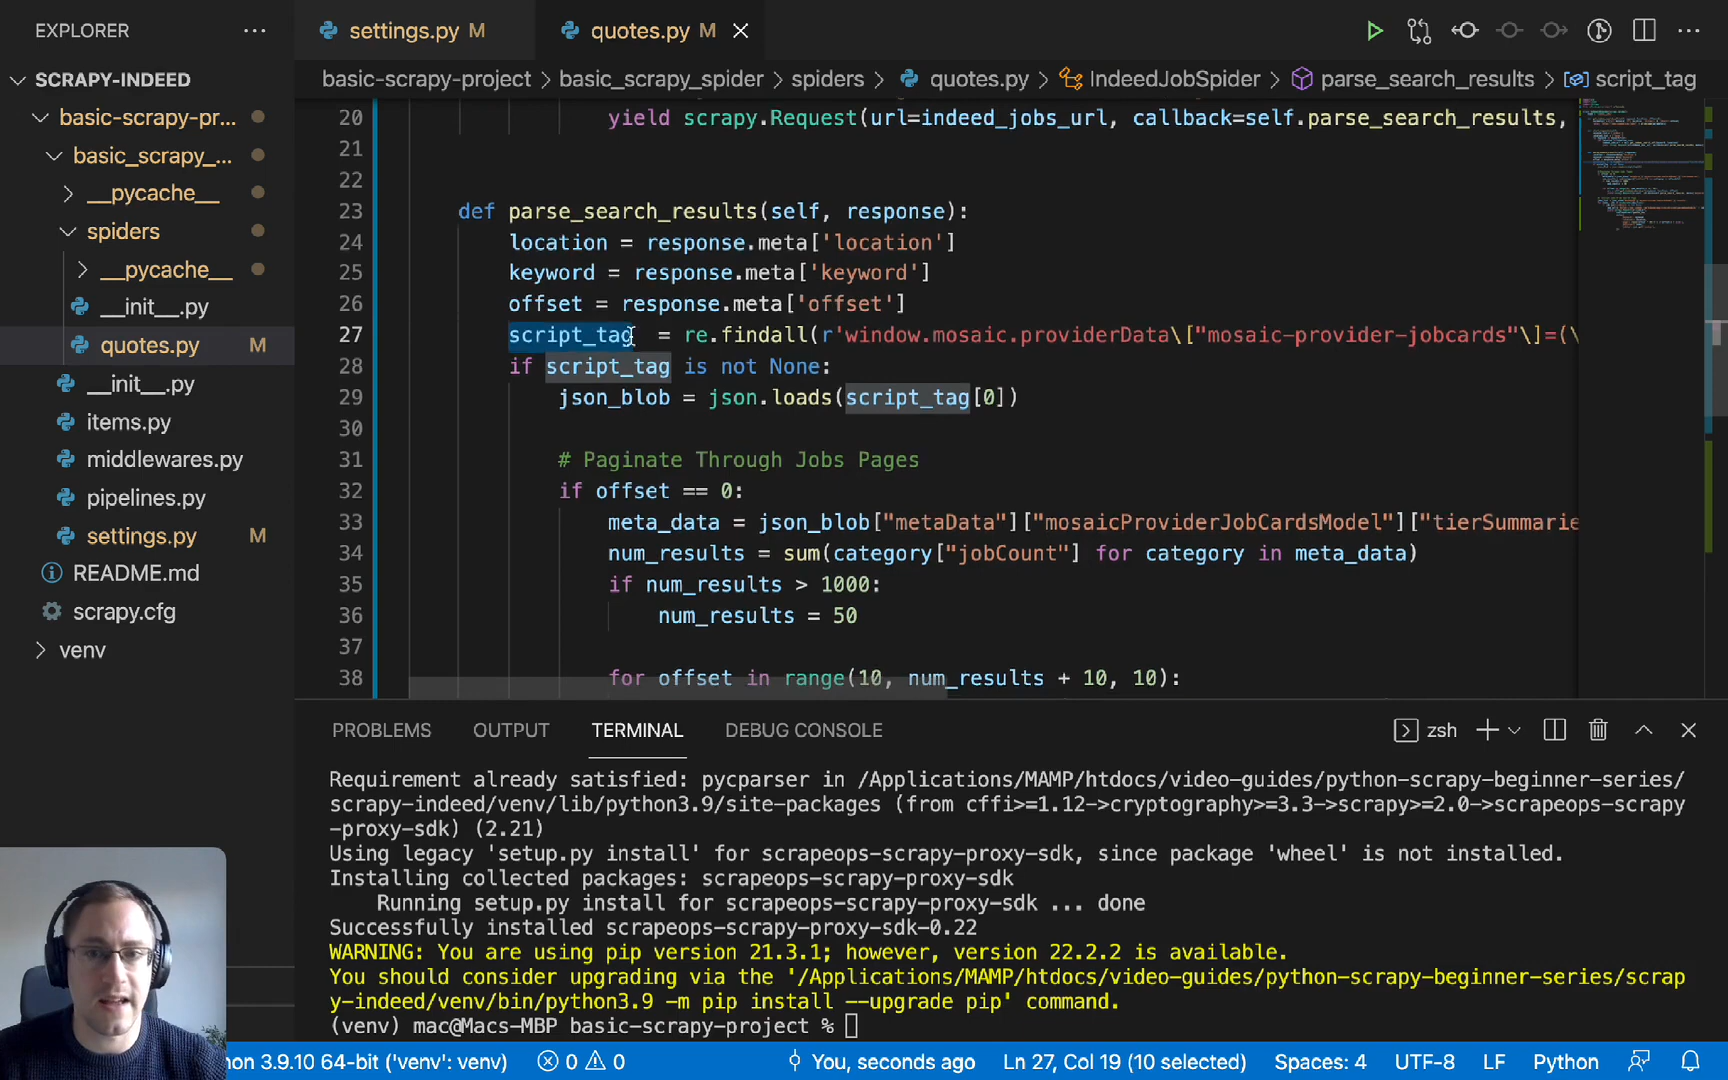 EXPLORER
SCRAPY-INDEED
basic-scrapy-pr...
basic_scrapy_...
__pycache__
spiders
__pycache__
__init__.py
quotes.py M
__init__.py
items.py
middlewares.py
pipelines.py
settings.py M
README.md
scrapy.cfg
venv
settings.py M
quotes.py M
basic-scrapy-project > basic_scrapy_spider > spiders > quotes.py > IndeedJobSpider > parse_search_results > script_tag
20 yield scrapy.Request(url=indeed_jobs_url, callback=self.parse_search_results,
21
22
23 def parse_search_results(self, response):
24 location = response.meta['location']
25 keyword = response.meta['keyword']
26 offset = response.meta['offset']
27 script_tag = re.findall(r'window.mosaic.providerData\["mosaic-provider-jobcards"\]=(\
28 if script_tag is not None:
29 json_blob = json.loads(script_tag[0])
30
31 # Paginate Through Jobs Pages
32 if offset == 0:
33 meta_data = json_blob["metaData"]["mosaicProviderJobCardsModel"]["tierSummarie
34 num_results = sum(category["jobCount"] for category in meta_data)
35 if num_results > 1000:
36 num_results = 50
37
38 for offset in range(10, num_results + 10, 10):
PROBLEMS OUTPUT TERMINAL DEBUG CONSOLE
zsh
Requirement already satisfied: pycparser in /Applications/MAMP/htdocs/video-guides/python-scrapy-beginner-series/
scrapy-indeed/venv/lib/python3.9/site-packages (from cffi>=1.12->cryptography>=3.3->scrapy>=2.0->scrapeops-scrapy
-proxy-sdk) (2.21)
Using legacy 'setup.py install' for scrapeops-scrapy-proxy-sdk, since package 'wheel' is not installed.
Installing collected packages: scrapeops-scrapy-proxy-sdk
Running setup.py install for scrapeops-scrapy-proxy-sdk ... done
Successfully installed scrapeops-scrapy-proxy-sdk-0.22
WARNING: You are using pip version 21.3.1; however, version 22.2.2 is available.
You should consider upgrading via the '/Applications/MAMP/htdocs/video-guides/python-scrapy-beginner-series/scrap
y-indeed/venv/bin/python3.9 -m pip install --upgrade pip' command.
(venv) mac@Macs-MBP basic-scrapy-project %
hon 3.9.10 64-bit ('venv': venv) 0 0 You, seconds ago Ln 27, Col 19 (10 selected) Spaces: 4 UTF-8 LF Python